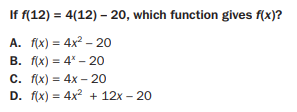 If f(12) = 4(12) – 20, which function gives f(x)?
A. f(x) = 4x² – 20
B. f(x) = 4ˣ – 20
C. f(x) = 4x – 20
D. f(x) = 4x² + 12x – 20